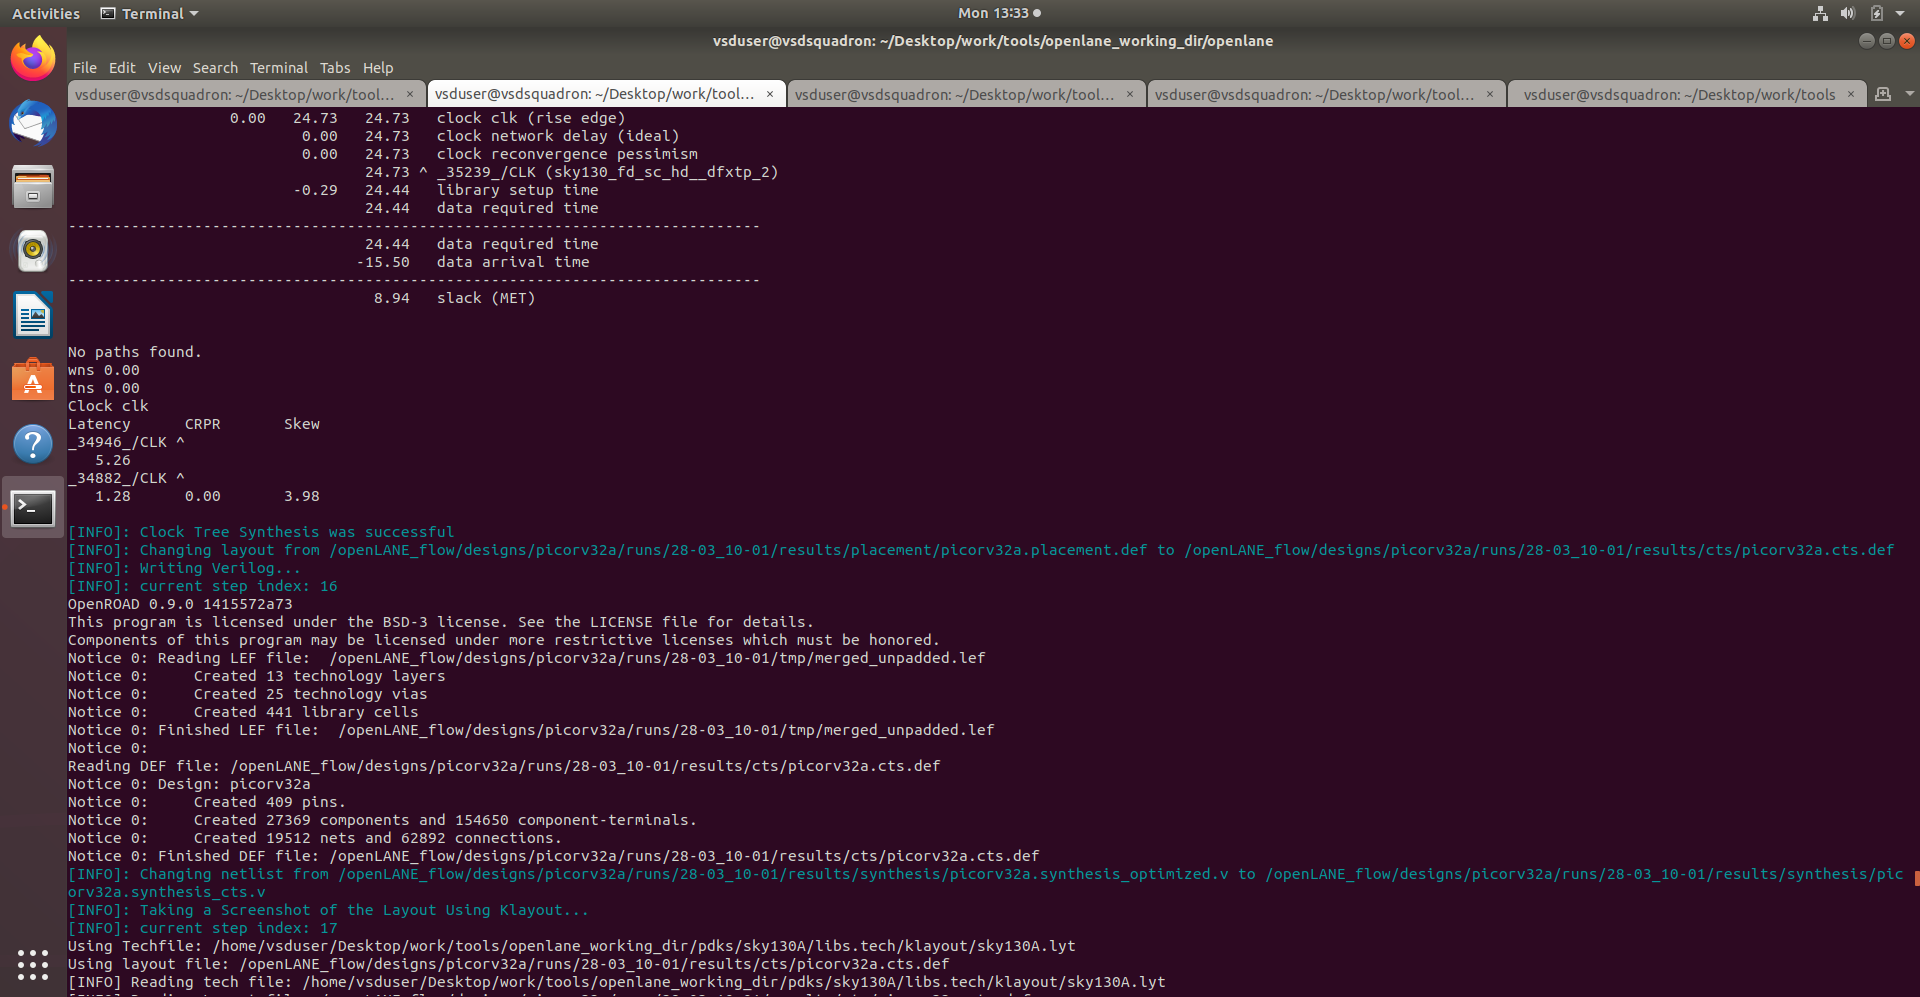 Activities Terminal Mon 13:33
vsduser@vsdsquadron: ~/Desktop/work/tools/openlane_working_dir/openlane
File Edit View Search Terminal Tabs Help
vsduser@vsdsquadron: ~/Desktop/work/tool... × vsduser@vsdsquadron: ~/Desktop/work/tool... × vsduser@vsdsquadron: ~/Desktop/work/tool... × vsduser@vsdsquadron: ~/Desktop/work/tool... × vsduser@vsdsquadron: ~/Desktop/work/tools ×
0.00 24.73 24.73 clock clk (rise edge)
0.00 24.73 clock network delay (ideal)
0.00 24.73 clock reconvergence pessimism
24.73 ^ _35239_/CLK (sky130_fd_sc_hd__dfxtp_2)
-0.29 24.44 library setup time
24.44 data required time
-----------------------------------------------------------------------------
24.44 data required time
-15.50 data arrival time
-----------------------------------------------------------------------------
8.94 slack (MET)
No paths found.
wns 0.00
tns 0.00
Clock clk
Latency CRPR Skew
_34946_/CLK ^
5.26
_34882_/CLK ^
1.28 0.00 3.98
[INFO]: Clock Tree Synthesis was successful
[INFO]: Changing layout from /openLANE_flow/designs/picorv32a/runs/28-03_10-01/results/placement/picorv32a.placement.def to /openLANE_flow/designs/picorv32a/runs/28-03_10-01/results/cts/picorv32a.cts.def
[INFO]: Writing Verilog...
[INFO]: current step index: 16
OpenROAD 0.9.0 1415572a73
This program is licensed under the BSD-3 license. See the LICENSE file for details.
Components of this program may be licensed under more restrictive licenses which must be honored.
Notice 0: Reading LEF file:  /openLANE_flow/designs/picorv32a/runs/28-03_10-01/tmp/merged_unpadded.lef
Notice 0:     Created 13 technology layers
Notice 0:     Created 25 technology vias
Notice 0:     Created 441 library cells
Notice 0: Finished LEF file:  /openLANE_flow/designs/picorv32a/runs/28-03_10-01/tmp/merged_unpadded.lef
Notice 0:
Reading DEF file: /openLANE_flow/designs/picorv32a/runs/28-03_10-01/results/cts/picorv32a.cts.def
Notice 0: Design: picorv32a
Notice 0:     Created 409 pins.
Notice 0:     Created 27369 components and 154650 component-terminals.
Notice 0:     Created 19512 nets and 62892 connections.
Notice 0: Finished DEF file: /openLANE_flow/designs/picorv32a/runs/28-03_10-01/results/cts/picorv32a.cts.def
[INFO]: Changing netlist from /openLANE_flow/designs/picorv32a/runs/28-03_10-01/results/synthesis/picorv32a.synthesis_optimized.v to /openLANE_flow/designs/picorv32a/runs/28-03_10-01/results/synthesis/pic
orv32a.synthesis_cts.v
[INFO]: Taking a Screenshot of the Layout Using Klayout...
[INFO]: current step index: 17
Using Techfile: /home/vsduser/Desktop/work/tools/openlane_working_dir/pdks/sky130A/libs.tech/klayout/sky130A.lyt
Using layout file: /openLANE_flow/designs/picorv32a/runs/28-03_10-01/results/cts/picorv32a.cts.def
[INFO] Reading tech file: /home/vsduser/Desktop/work/tools/openlane_working_dir/pdks/sky130A/libs.tech/klayout/sky130A.lyt